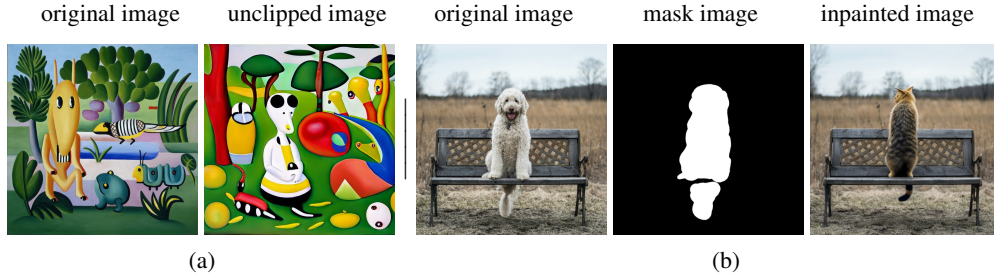 original image
unclipped image
original image
mask image
inpainted image
(a)
(b)